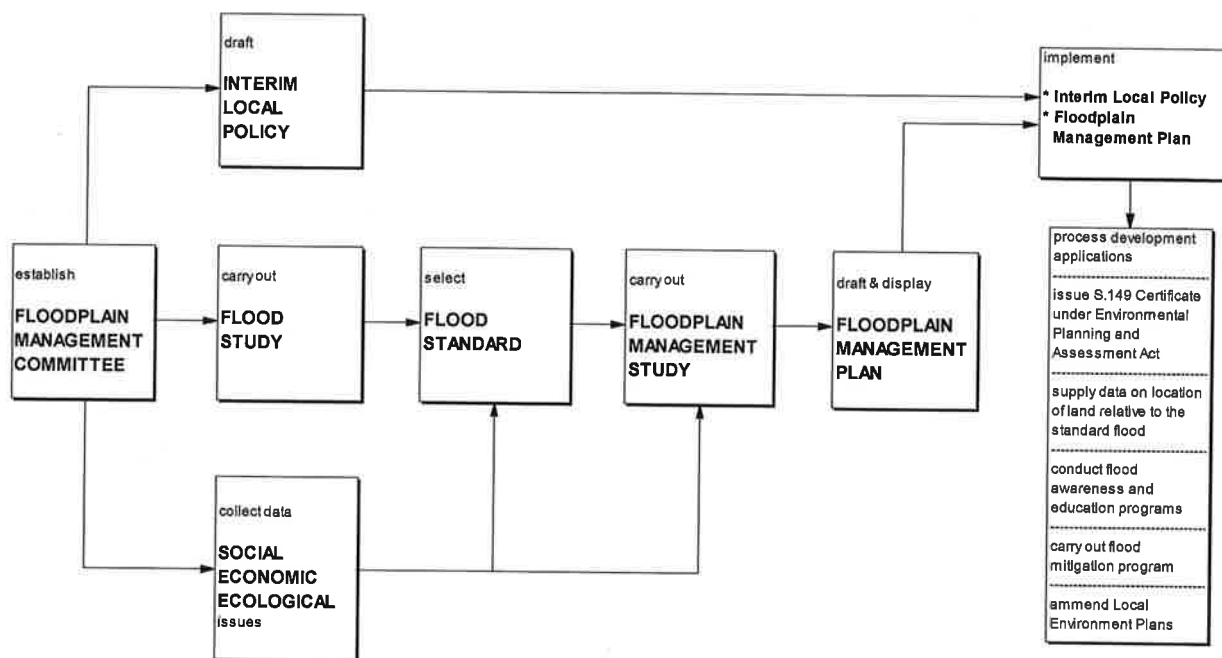 draft
INTERIM
LOCAL
POLICY
implement
* Interim Local Policy
* Floodplain
Management Plan
establish
FLOODPLAIN
MANAGEMENT
COMMITTEE
carry out
FLOOD
STUDY
select
FLOOD
STANDARD
carry out
FLOODPLAIN
MANAGEMENT
STUDY
draft & display
FLOODPLAIN
MANAGEMENT
PLAN
collect data
SOCIAL
ECONOMIC
ECOLOGICAL
issues
process development
applications
issue S.149 Certificate
under Environmental
Planning and
Assessment Act
supply data on location
of land relative to the
standard flood
conduct flood
awareness and
education programs
carry out flood
mitigation program
ammend Local
Environment Plans